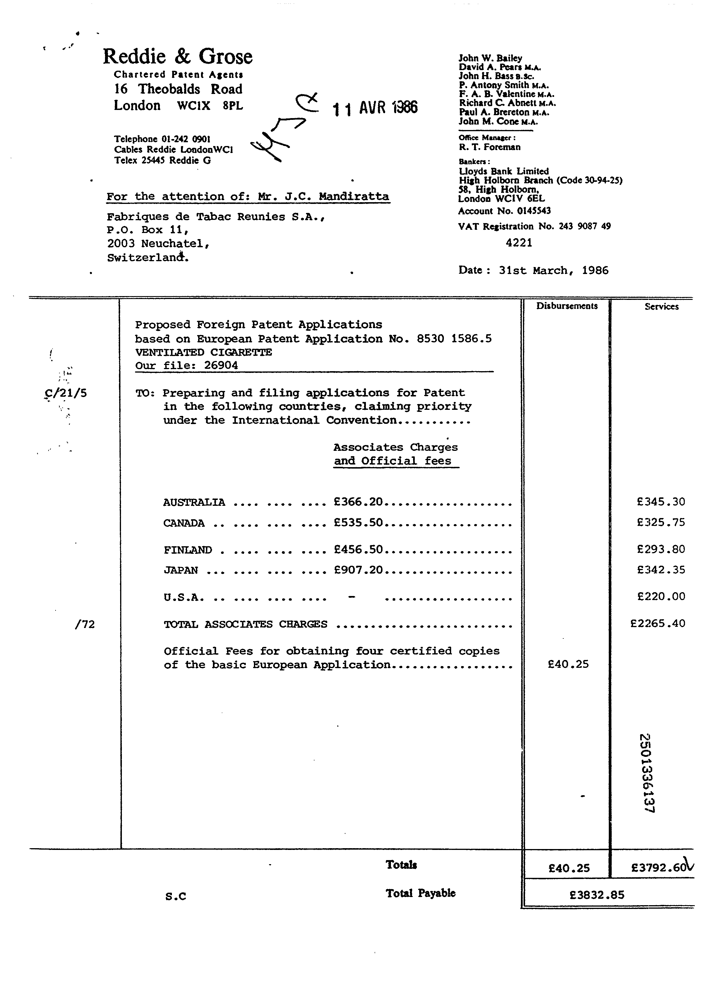 Reddie & Grose
Chartered Patent Agents
16 Theobalds Road
London WC1X 8PL
Telephone 01-242 0901
Cables Reddie LondonWC1
Telex 25445 Reddie G
11 AVR 1986
John W. Bailey
David A. Pears M.A.
John H. Bass B.Sc.
P. Antony Smith M.A.
F. A. B. Valentine M.A.
Richard C. Abnett M.A.
Paul A. Brereton M.A.
John M. Cone M.A.
Office Manager:
R. T. Foreman
Bankers:
Lloyds Bank Limited
High Holborn Branch (Code 30-94-25)
58, High Holborn,
London WC1V 6EL
Account No. 0145543
VAT Registration No. 243 9087 49
4221
Date: 31st March, 1986
For the attention of: Mr. J.C. Mandiratta
Fabriques de Tabac Reunies S.A.,
P.O. Box 11,
2003 Neuchatel,
Switzerland.
Disbursements Services
Proposed Foreign Patent Applications
based on European Patent Application No. 8530 1586.5
VENTILATED CIGARETTE
Our file: 26904
C/21/5 TO: Preparing and filing applications for Patent
in the following countries, claiming priority
under the International Convention...........
Associates Charges
and Official fees
AUSTRALIA .... .... .... £366.20................... £345.30
CANADA .. .... .... .... £535.50................... £325.75
FINLAND . .... .... .... £456.50................... £293.80
JAPAN ... .... .... .... £907.20................... £342.35
U.S.A. .. .... .... .... - ................... £220.00
/72 TOTAL ASSOCIATES CHARGES .......................... £2265.40
Official Fees for obtaining four certified copies
of the basic European Application.................. £40.25
2501336137
Totals £40.25 £3792.60
S.C Total Payable £3832.85